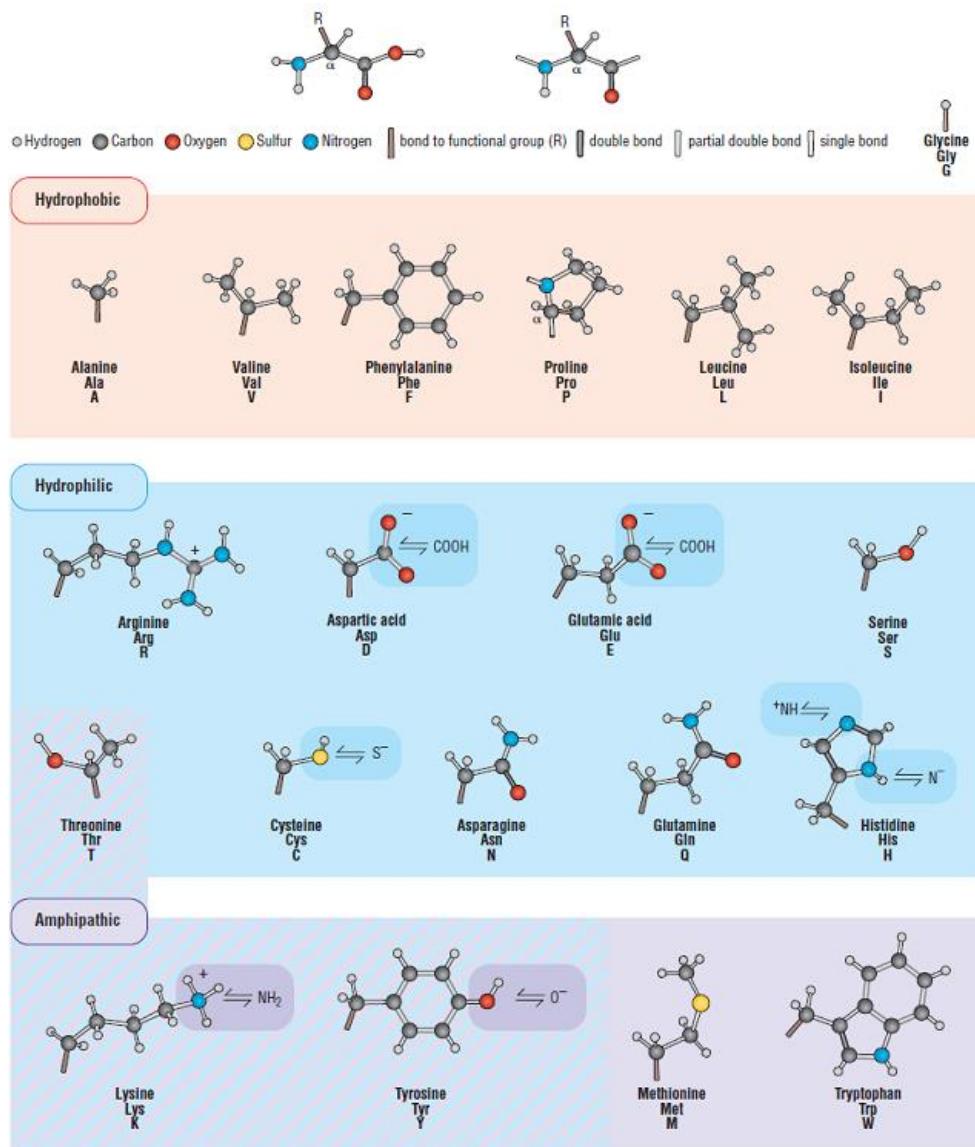 R
R
α
α
Hydrogen Carbon Oxygen Sulfur Nitrogen bond to functional group (R) double bond partial double bond single bond
Glycine
Gly
G
Hydrophobic
α
Alanine
Ala
A
Valine
Val
V
Phenylalanine
Phe
F
Proline
Pro
P
Leucine
Leu
L
Isoleucine
Ile
I
Hydrophilic
+
Arginine
Arg
R
−
⇌ COOH
Aspartic acid
Asp
D
−
⇌ COOH
Glutamic acid
Glu
E
Serine
Ser
S
Threonine
Thr
T
⇌ S⁻
Cysteine
Cys
C
Asparagine
Asn
N
Glutamine
Gln
Q
⁺NH ⇌
⇌ N⁻
Histidine
His
H
Amphipathic
+
⇌ NH₂
Lysine
Lys
K
⇌ O⁻
Tyrosine
Tyr
Y
Methionine
Met
M
Tryptophan
Trp
W